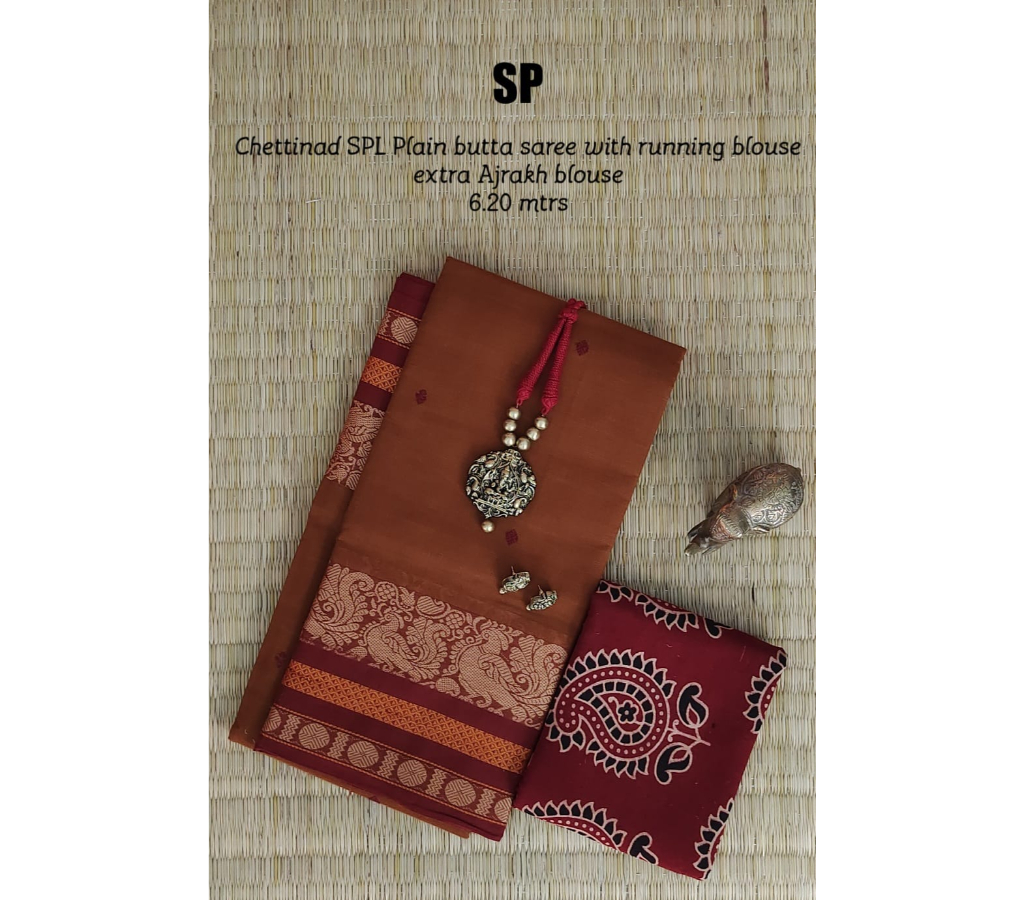 SP
Chettinad SPL Plain butta saree with running blouse
extra Ajrakh blouse
6.20 mtrs